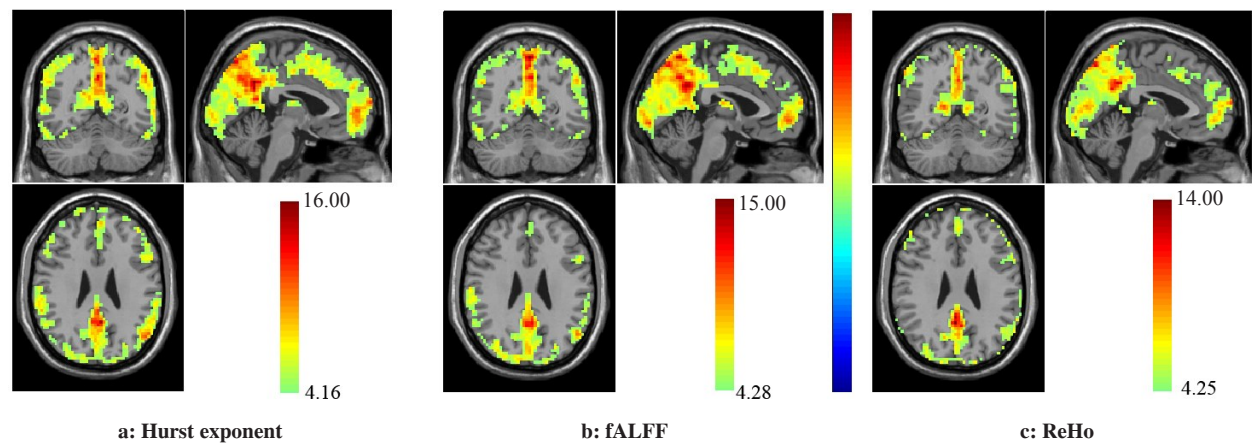 16.00
4.16
a: Hurst exponent
15.00
4.28
b: fALFF
14.00
4.25
c: ReHo